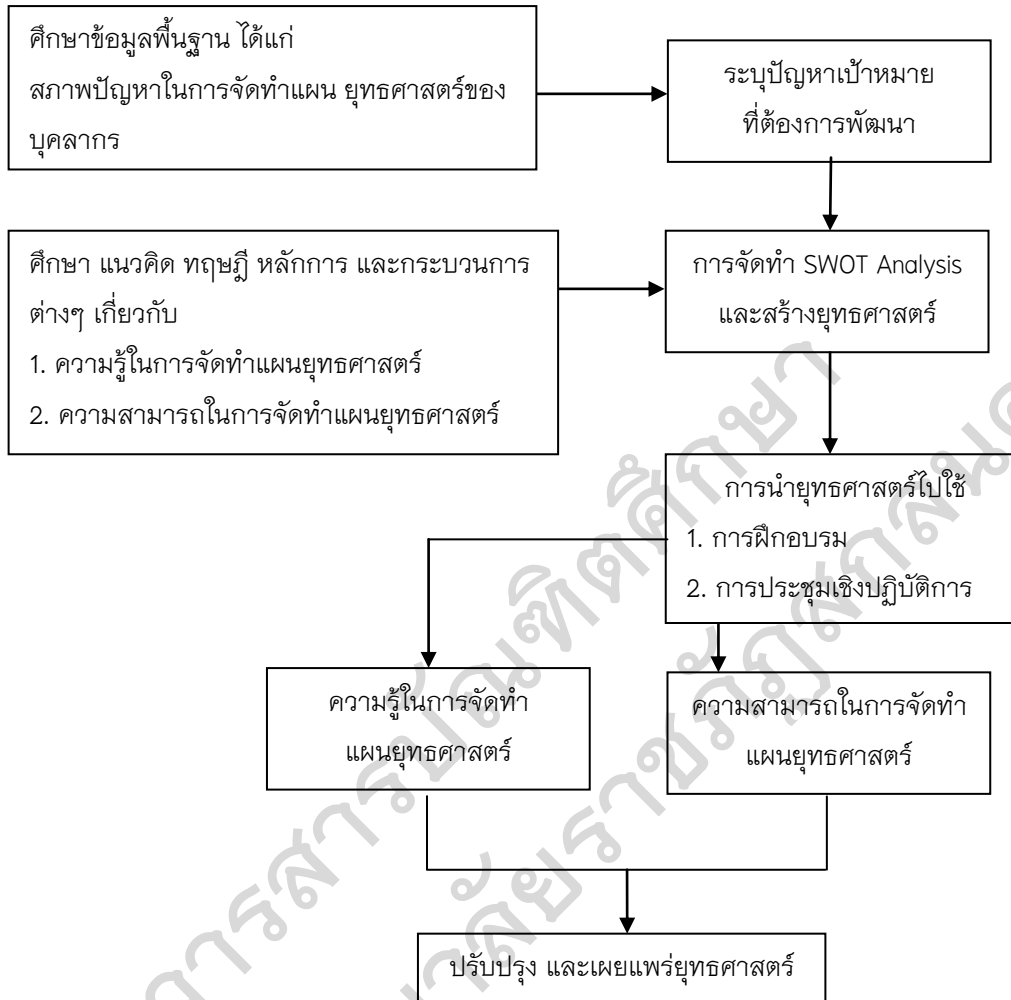 ศึกษาข้อมูลพื้นฐาน ได้แก่
สภาพปัญหาในการจัดทำแผน ยุทธศาสตร์ของ
บุคลากร
ระบุปัญหาเป้าหมาย
ที่ต้องการพัฒนา
ศึกษา แนวคิด ทฤษฎี หลักการ และกระบวนการ
ต่างๆ เกี่ยวกับ
1. ความรู้ในการจัดทำแผนยุทธศาสตร์
2. ความสามารถในการจัดทำแผนยุทธศาสตร์
การจัดทำ SWOT Analysis
และสร้างยุทธศาสตร์
การนำยุทธศาสตร์ไปใช้
1. การฝึกอบรม
2. การประชุมเชิงปฏิบัติการ
ความรู้ในการจัดทำ
แผนยุทธศาสตร์
ความสามารถในการจัดทำ
แผนยุทธศาสตร์
ปรับปรุง และเผยแพร่ยุทธศาสตร์